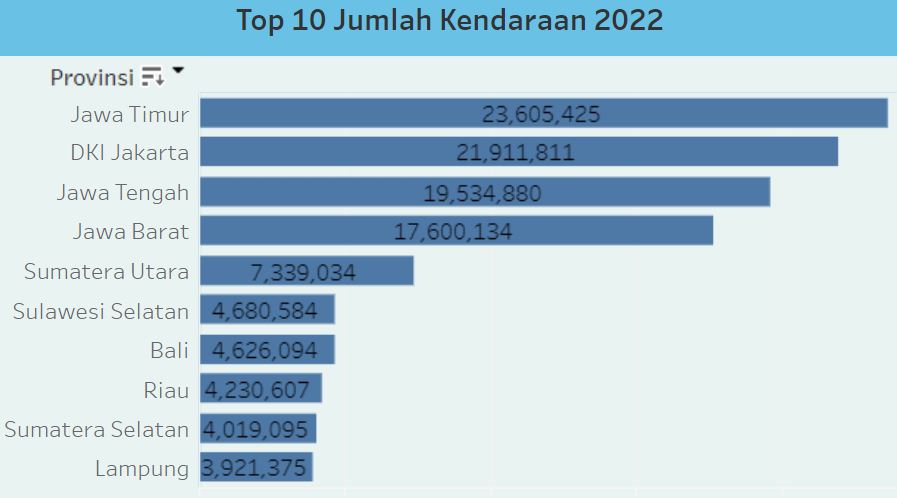 Top 10 Jumlah Kendaraan 2022
Provinsi
Jawa Timur 23,605,425
DKI Jakarta 21,911,811
Jawa Tengah 19,534,880
Jawa Barat 17,600,134
Sumatera Utara 7,339,034
Sulawesi Selatan 4,680,584
Bali 4,626,094
Riau 4,230,607
Sumatera Selatan 4,019,095
Lampung 3,921,375